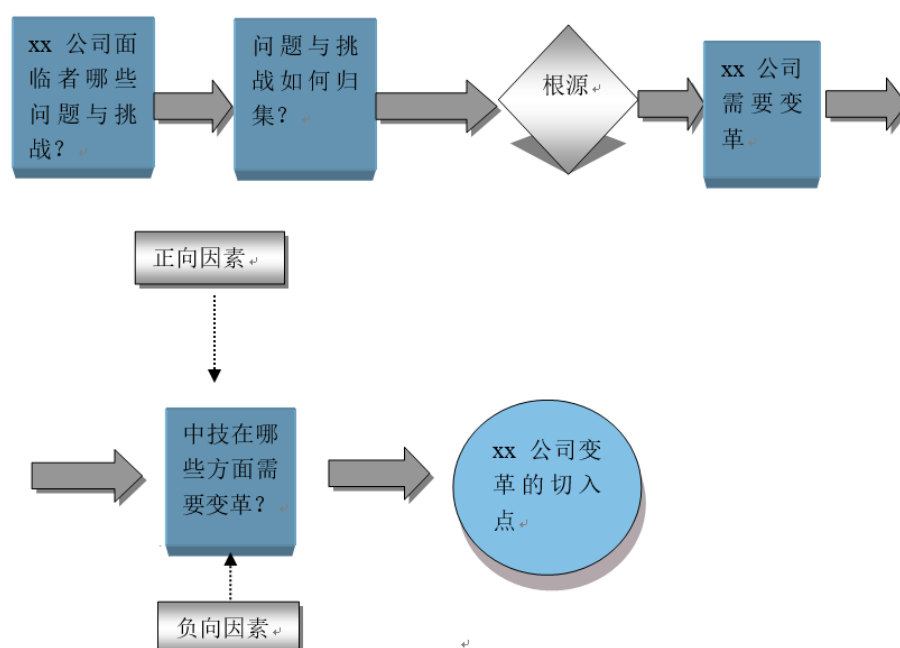 xx 公司面
临者哪些
问题与挑
战？
问题与挑
战如何归
集？
根源
xx 公司
需要变
革
正向因素
中技在哪
些方面需
要变革？
xx 公司变
革的切入
点
负向因素